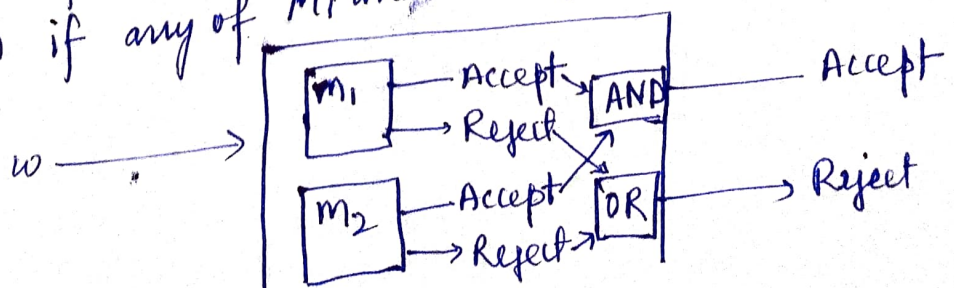 if any of
M₁ Accept AND Accept
Reject
w
M₂ Accept OR Reject
Reject